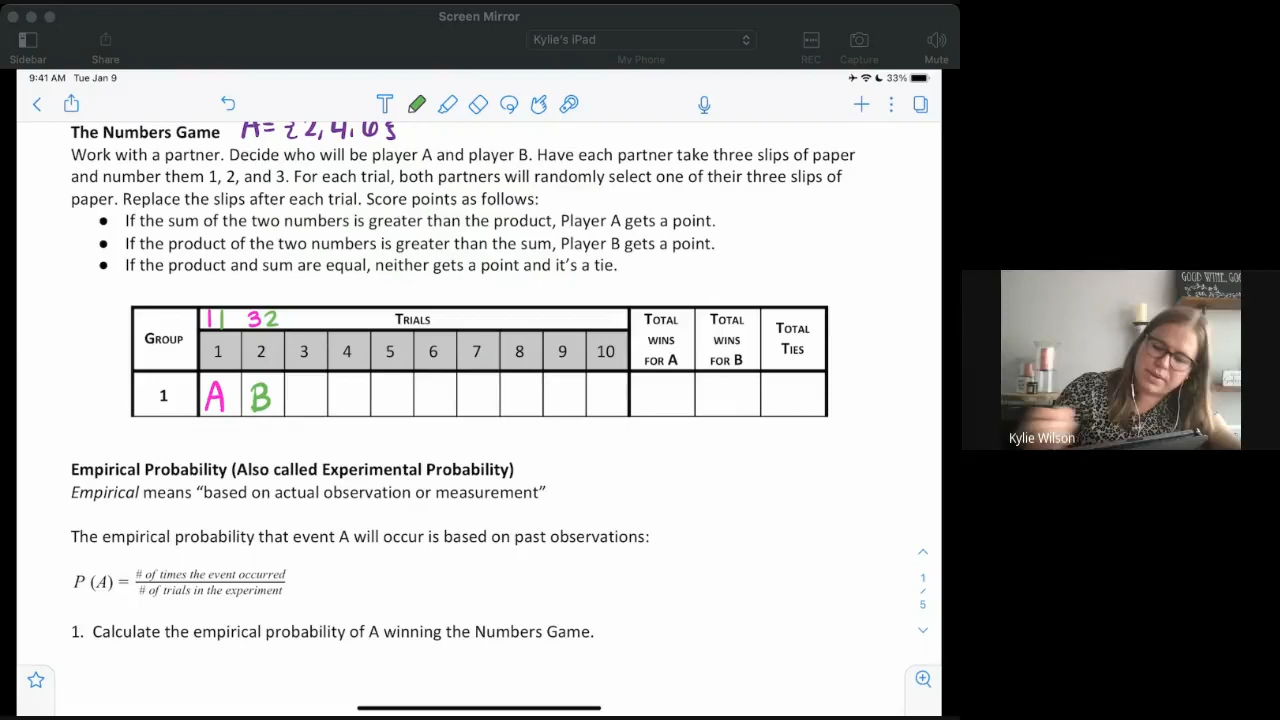 Screen Mirror
Kylie's iPad
Sidebar
Share
My Phone
REC
Capture
Mute
9:41 AM Tue Jan 9
33%
The Numbers Game A= {2,4,6}
Work with a partner. Decide who will be player A and player B. Have each partner take three slips of paper
and number them 1, 2, and 3. For each trial, both partners will randomly select one of their three slips of
paper. Replace the slips after each trial. Score points as follows:
● If the sum of the two numbers is greater than the product, Player A gets a point.
● If the product of the two numbers is greater than the sum, Player B gets a point.
● If the product and sum are equal, neither gets a point and it's a tie.
GROUP
1 1 3 2 TRIALS
1 2 3 4 5 6 7 8 9 10
TOTAL
WINS
FOR A
TOTAL
WINS
FOR B
TOTAL
TIES
1 A B
Empirical Probability (Also called Experimental Probability)
Empirical means “based on actual observation or measurement”
The empirical probability that event A will occur is based on past observations:
P (A) = # of times the event occurred
# of trials in the experiment
1. Calculate the empirical probability of A winning the Numbers Game.
1
/
5
GOOD WINE, GO
Kylie Wilson